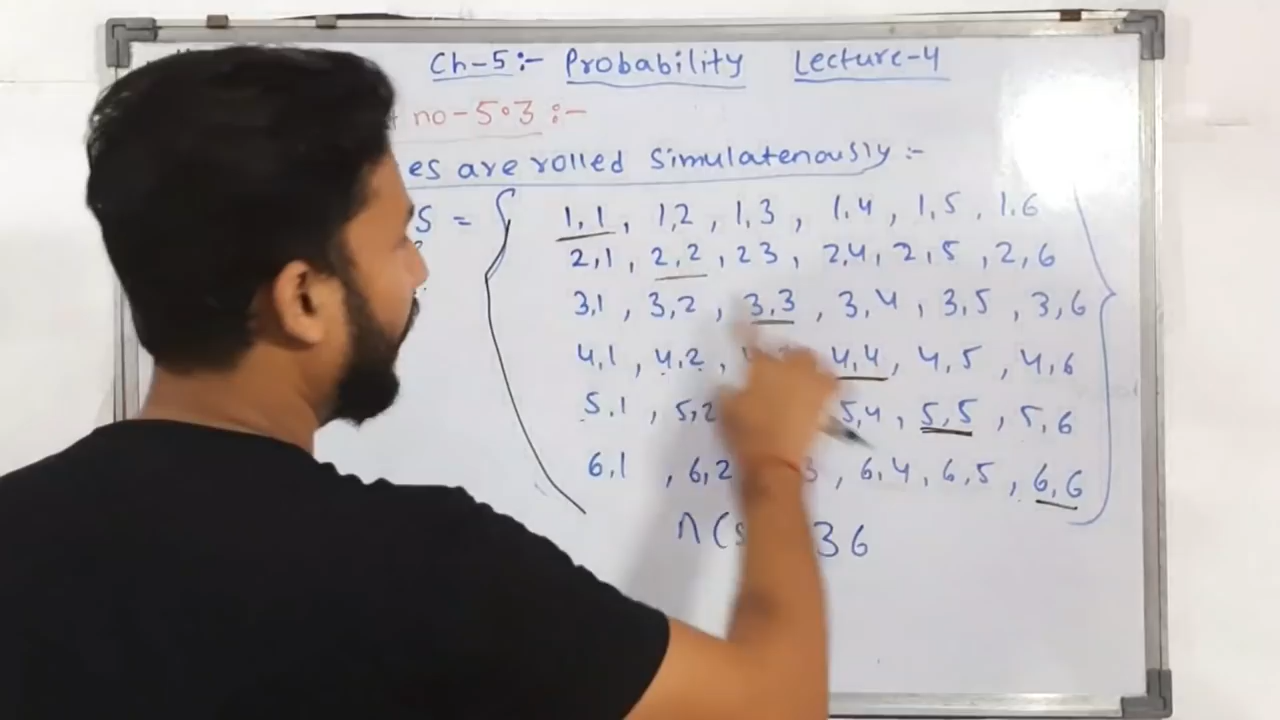 Ch-5:- Probability Lecture-4
no-5.3:-
es are rolled Simulatenously:-
S = { 1,1, 1,2, 1,3, 1,4, 1,5, 1,6
2,1, 2,2, 23, 2,4, 2,5, 2,6
3,1, 3,2, 3,3, 3,4, 3,5, 3,6 }
4,1, 4,2, 4,4, 4,5, 4,6
5,1, 5,2 5,4, 5,5, 5,6
6,1, 6,2 3, 6,4, 6,5, 6,6
n(S 36